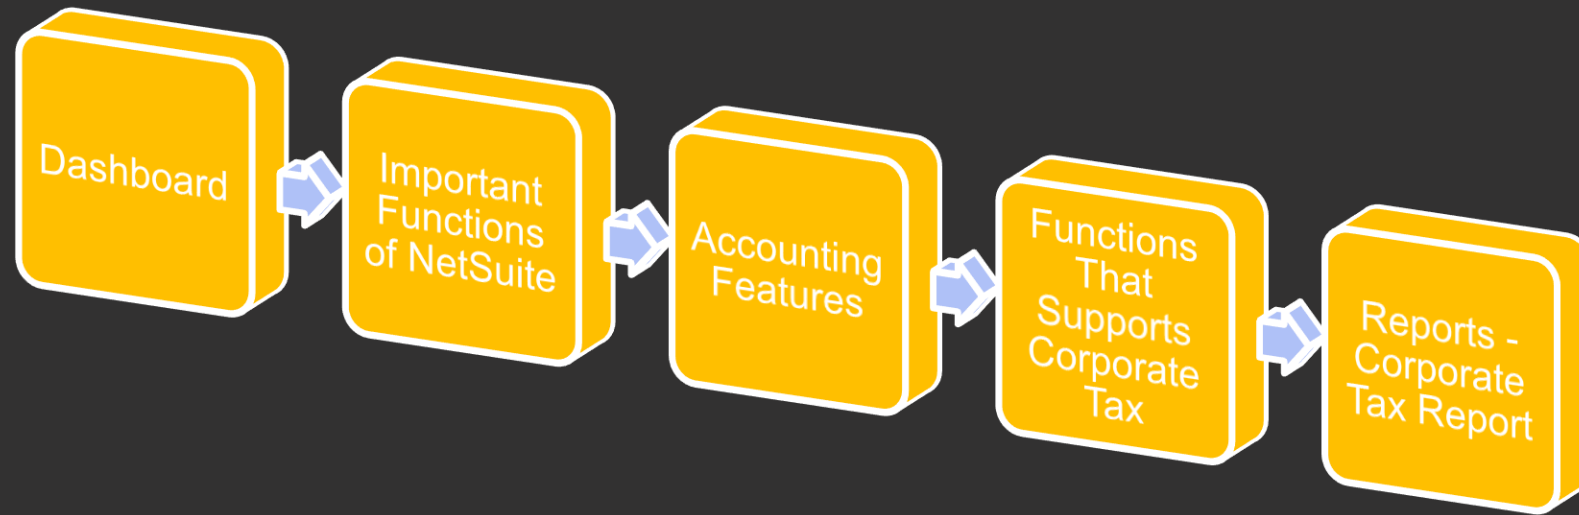 Dashboard
Important
Functions
of NetSuite
Accounting
Features
Functions
That
Supports
Corporate
Tax
Reports -
Corporate
Tax Report